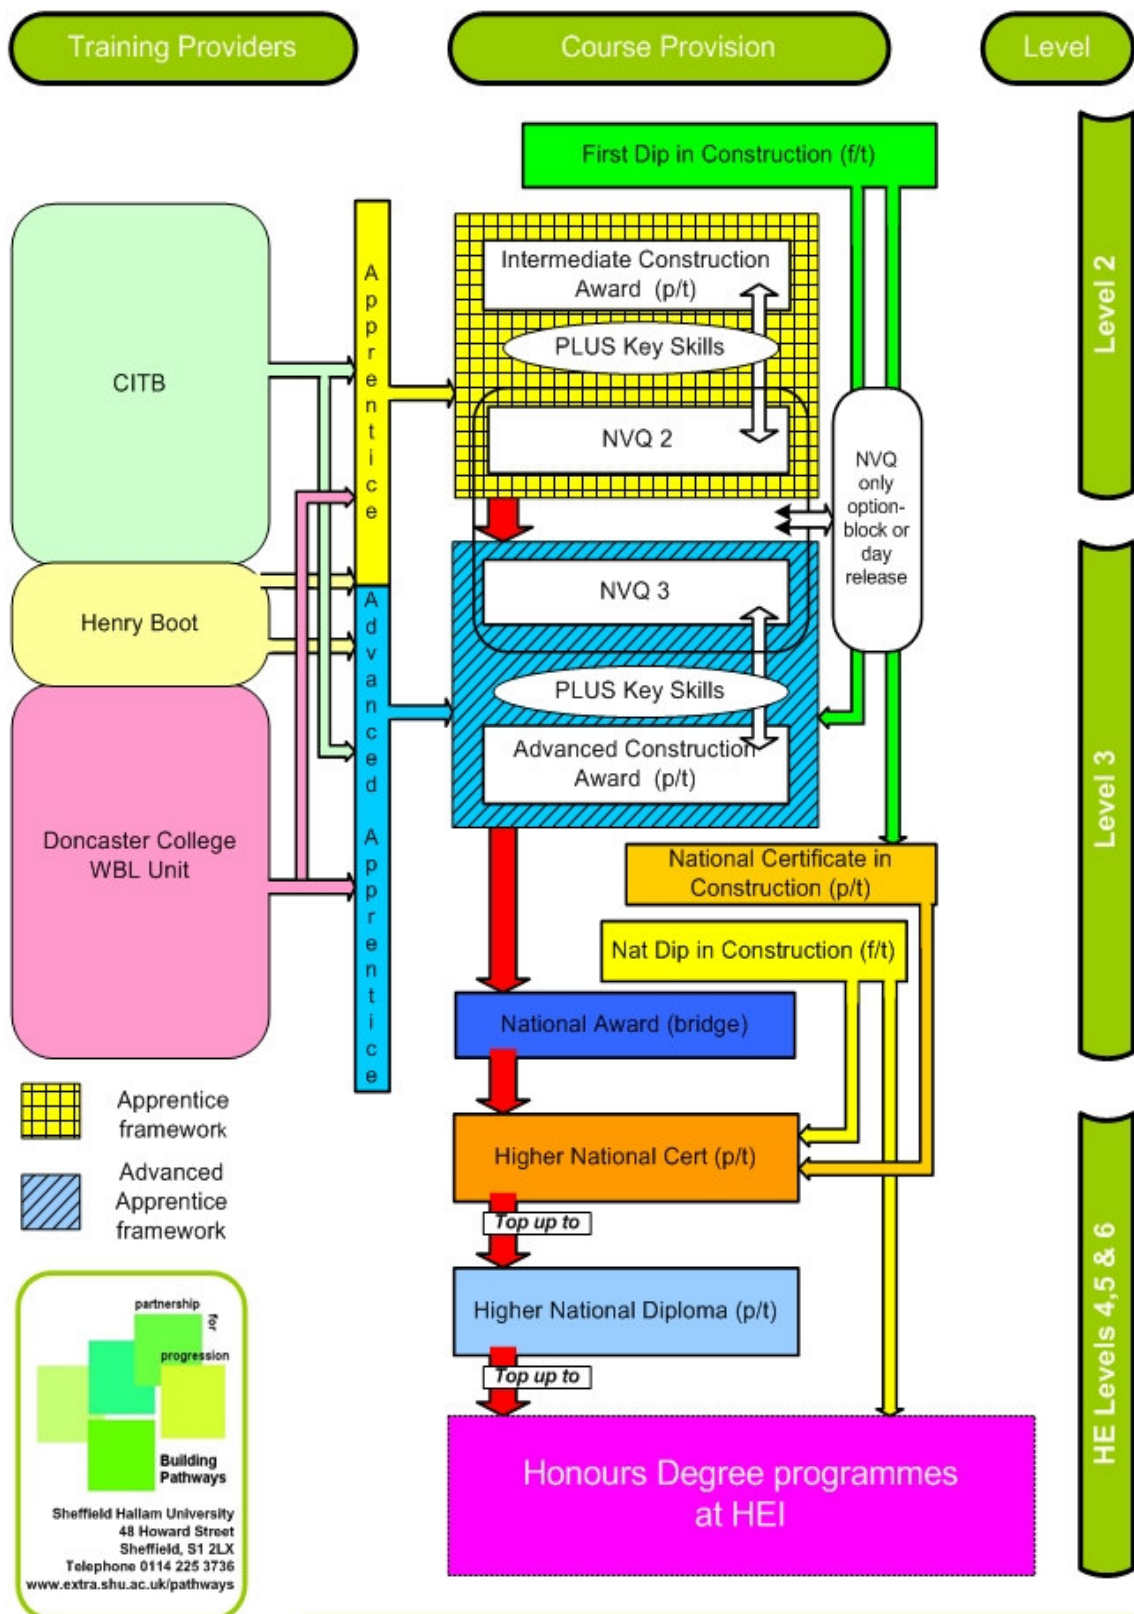 Training Providers
Course Provision
Level
First Dip in Construction (f/t)
Level 2
Intermediate Construction
Award (p/t)
PLUS Key Skills
NVQ 2
CITB
Apprentice
NVQ
only
option-
block or
day
release
Henry Boot
NVQ 3
PLUS Key Skills
Advanced Construction
Award (p/t)
Level 3
Advanced Apprentice
Doncaster College
WBL Unit
National Certificate in
Construction (p/t)
Nat Dip in Construction (f/t)
National Award (bridge)
Apprentice
framework
Higher National Cert (p/t)
Advanced
Apprentice
framework
Top up to
Higher National Diploma (p/t)
Top up to
HE Levels 4,5 & 6
Honours Degree programmes
at HEI
partnership
for
progression
Building
Pathways
Sheffield Hallam University
48 Howard Street
Sheffield, S1 2LX
Telephone 0114 225 3736
www.extra.shu.ac.uk/pathways